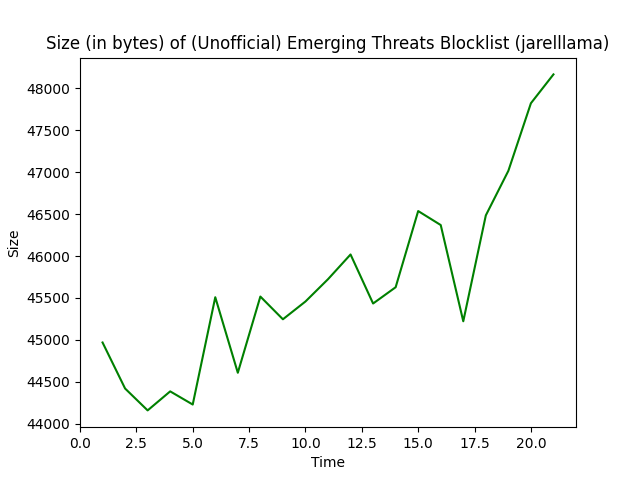 Size (in bytes) of (Unofficial) Emerging Threats Blocklist (jarelllama)
48000
47500
47000
46500
46000
45500
45000
44500
44000
Size
0.0 2.5 5.0 7.5 10.0 12.5 15.0 17.5 20.0
Time